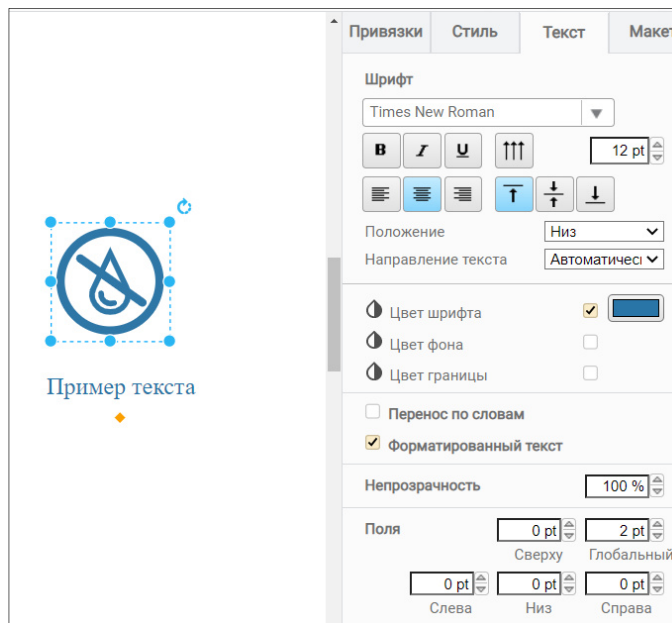 Привязки Стиль Текст Макет
Шрифт
Times New Roman
B I U
12 pt
Положение Низ
Направление текста Автоматичесι
Цвет шрифта
Цвет фона
Цвет границы
Пример текста
Перенос по словам
Форматированный текст
Непрозрачность 100 %
Поля 0 pt 2 pt
Сверху Глобальный
0 pt 0 pt 0 pt
Слева Низ Справа